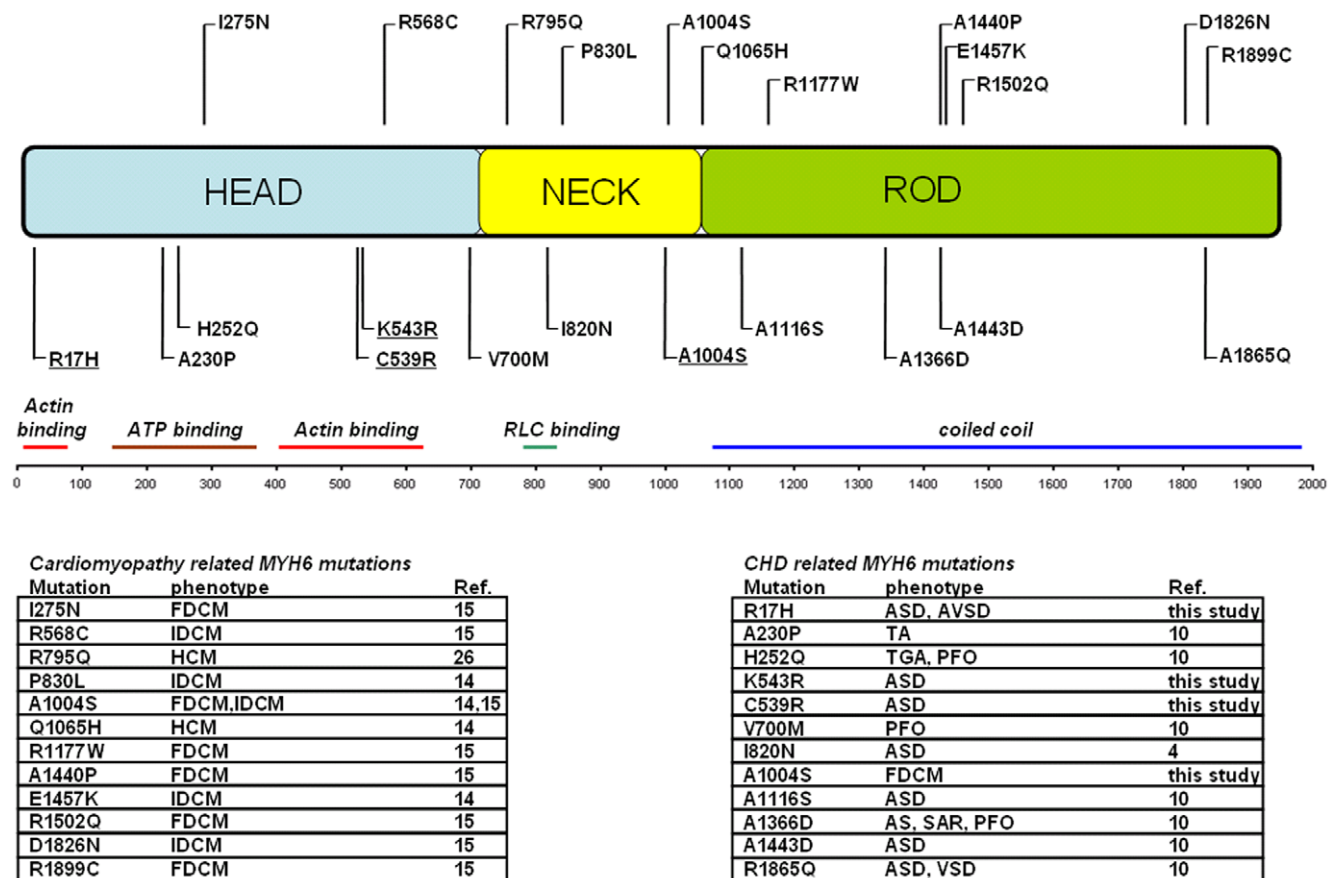 I275N R568C R795Q A1004S A1440P D1826N
P830L Q1065H E1457K R1899C
R1177W R1502Q
HEAD NECK ROD
H252Q K543R I820N A1116S A1443D
R17H A230P C539R V700M A1004S A1366D A1865Q
Actin
binding ATP binding Actin binding RLC binding coiled coil
0 100 200 300 400 500 600 700 800 900 1000 1100 1200 1300 1400 1500 1600 1700 1800 1900 2000
Cardiomyopathy related MYH6 mutations
Mutation phenotype Ref.
I275N FDCM 15
R568C IDCM 15
R795Q HCM 26
P830L IDCM 14
A1004S FDCM,IDCM 14,15
Q1065H HCM 14
R1177W FDCM 15
A1440P FDCM 15
E1457K IDCM 14
R1502Q FDCM 15
D1826N IDCM 15
R1899C FDCM 15
CHD related MYH6 mutations
Mutation phenotype Ref.
R17H ASD, AVSD this study
A230P TA 10
H252Q TGA, PFO 10
K543R ASD this study
C539R ASD this study
V700M PFO 10
I820N ASD 4
A1004S FDCM this study
A1116S ASD 10
A1366D AS, SAR, PFO 10
A1443D ASD 10
R1865Q ASD, VSD 10